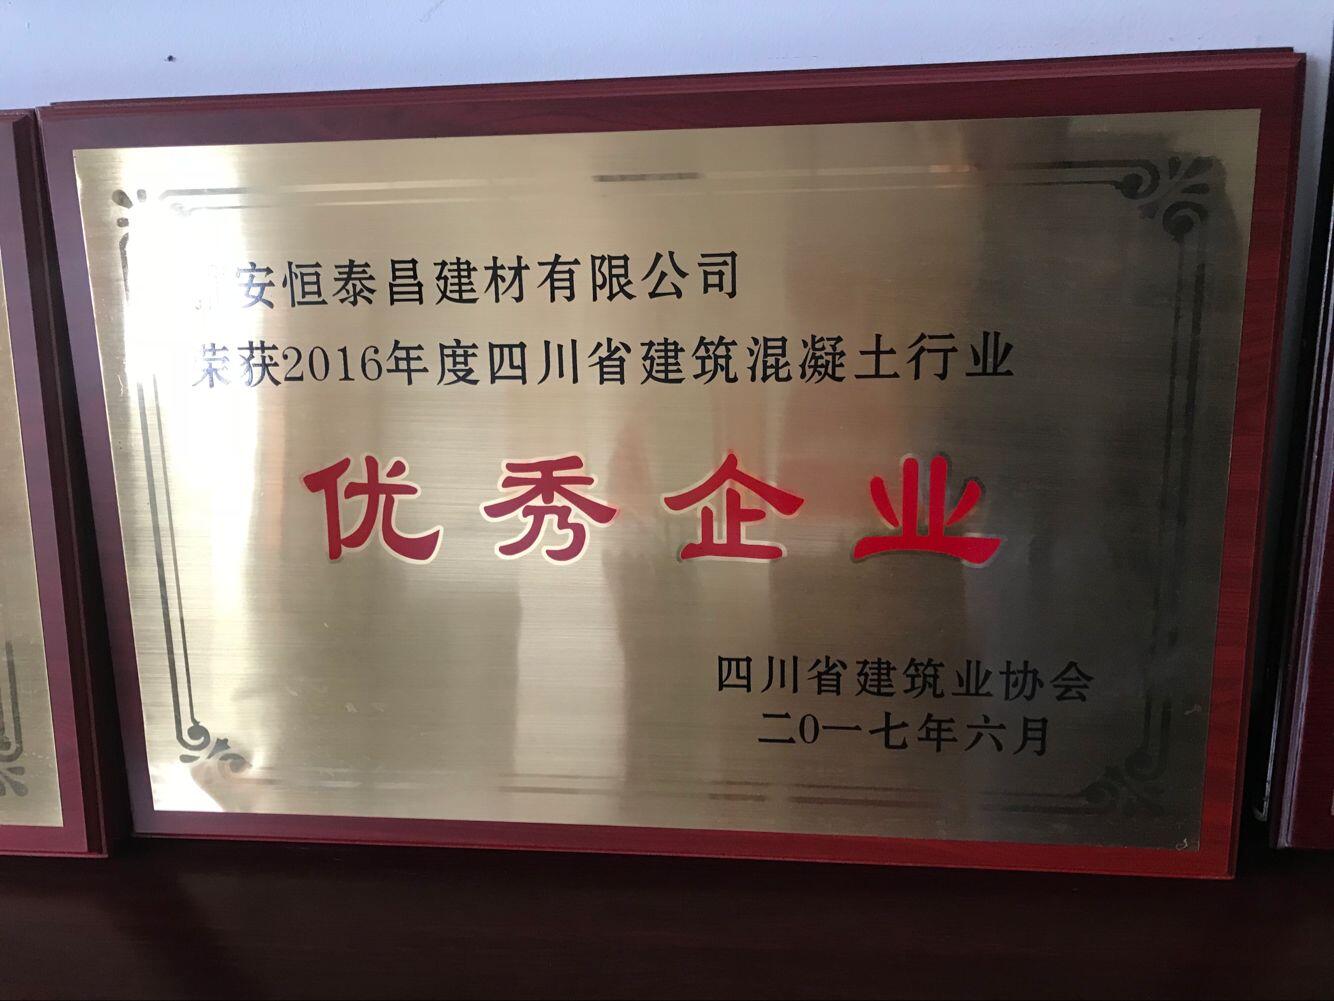 安恒泰昌建材有限公司
荣获2016年度四川省建筑混凝土行业
优秀企业
四川省建筑业协会
二0一七年六月